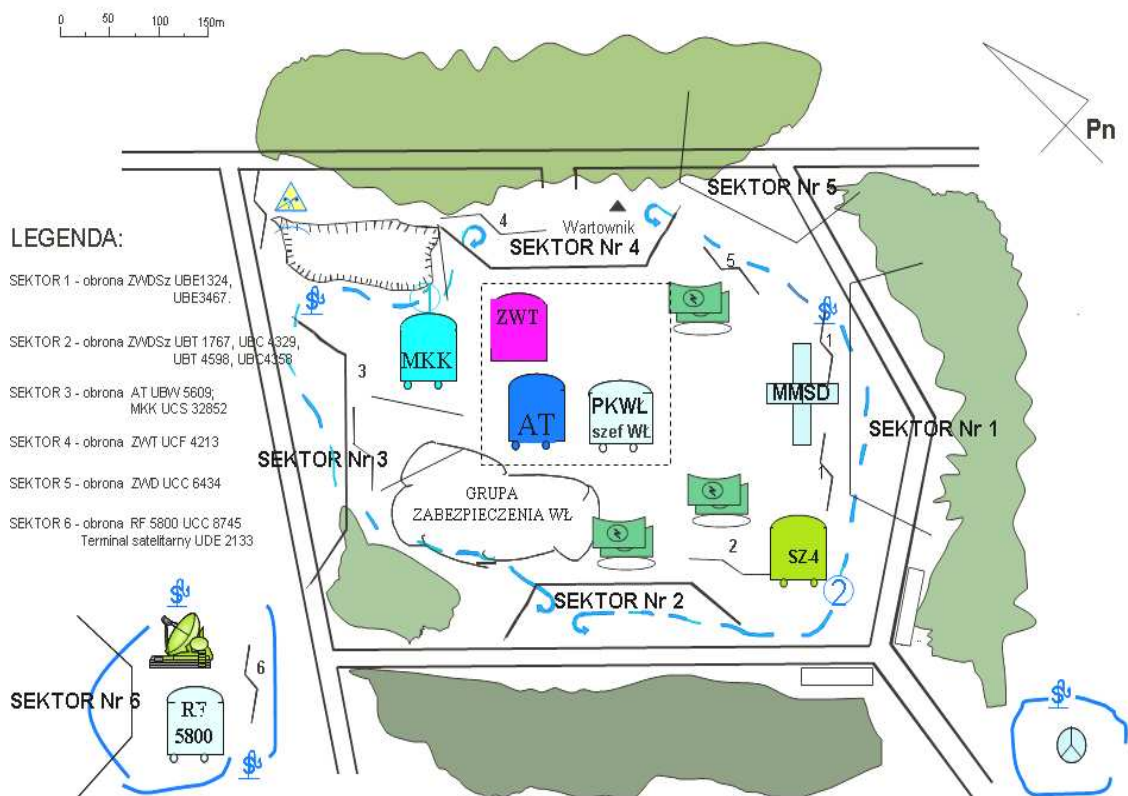 0 50 100 150m
Pn
LEGENDA:
SEKTOR 1 - obrona ZWDSz UBE1324,
UBE3467.
SEKTOR 2 - obrona ZWDSz UBT 1767, UBC 4329,
UBT 4598, UBC4358
SEKTOR 3 - obrona AT UBW 5609;
MKK UCS 32852
SEKTOR 4 - obrona ZWT UCF 4213
SEKTOR 5 - obrona ZWD UCC 6434
SEKTOR 6 - obrona RF 5800 UCC 8745
Terminal satelitarny UDE 2133
SEKTOR Nr 5
4
Wartownik
SEKTOR Nr 4
5
1
ZWT
MKK
3
1
MMSD
AT
PKWŁ
szef WŁ
SEKTOR Nr 1
SEKTOR Nr 3
1
GRUPA
ZABEZPIECZENIA WŁ
2
SZ-4
2
SEKTOR Nr 2
6
SEKTOR Nr 6
RF
5800